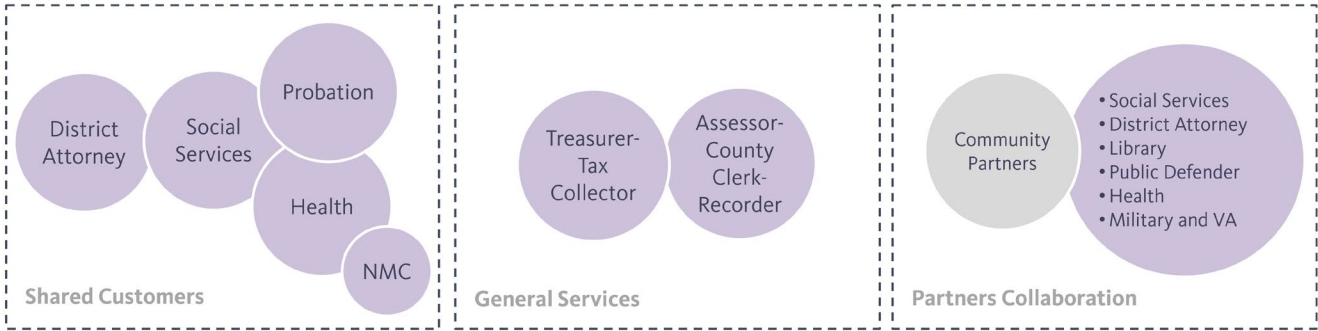 District
Attorney
Social
Services
Probation
Health
NMC
Shared Customers
Treasurer-
Tax
Collector
Assessor-
County
Clerk-
Recorder
General Services
Community
Partners
• Social Services
• District Attorney
• Library
• Public Defender
• Health
• Military and VA
Partners Collaboration